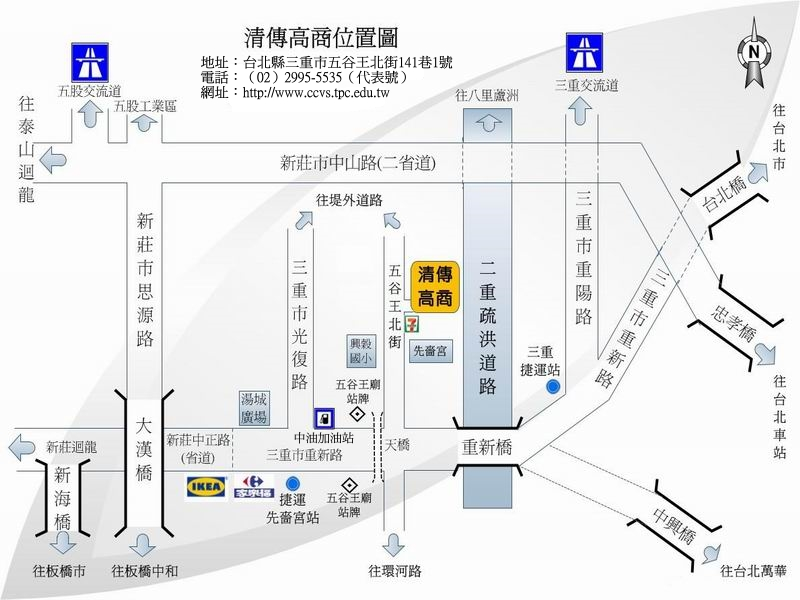 清傳高商位置圖
地址：台北縣三重市五谷王北街141巷1號
電話：（02）2995-5535（代表號）
網址：http://www.ccvs.tpc.edu.tw
N
五股交流道
五股工業區
往八里蘆洲
三重交流道
往泰山迴龍
往台北市
新莊市中山路(二省道)
台北橋
往堤外道路
新莊市思源路
三重市光復路
五谷王北街
清傳
高商
7
二重疏洪道路
三重市重陽路
三重市重新路
忠孝橋
興穀
國小
先嗇宮
三重
捷運站
往台北車站
五谷王廟
站牌
湯城
廣場
大漢橋
中油加油站
新莊迴龍
新莊中正路
(省道)
三重市重新路
天橋
重新橋
新海橋
IKEA
家樂福
捷運
先嗇宮站
五谷王廟
站牌
中興橋
往板橋市
往板橋中和
往環河路
往台北萬華